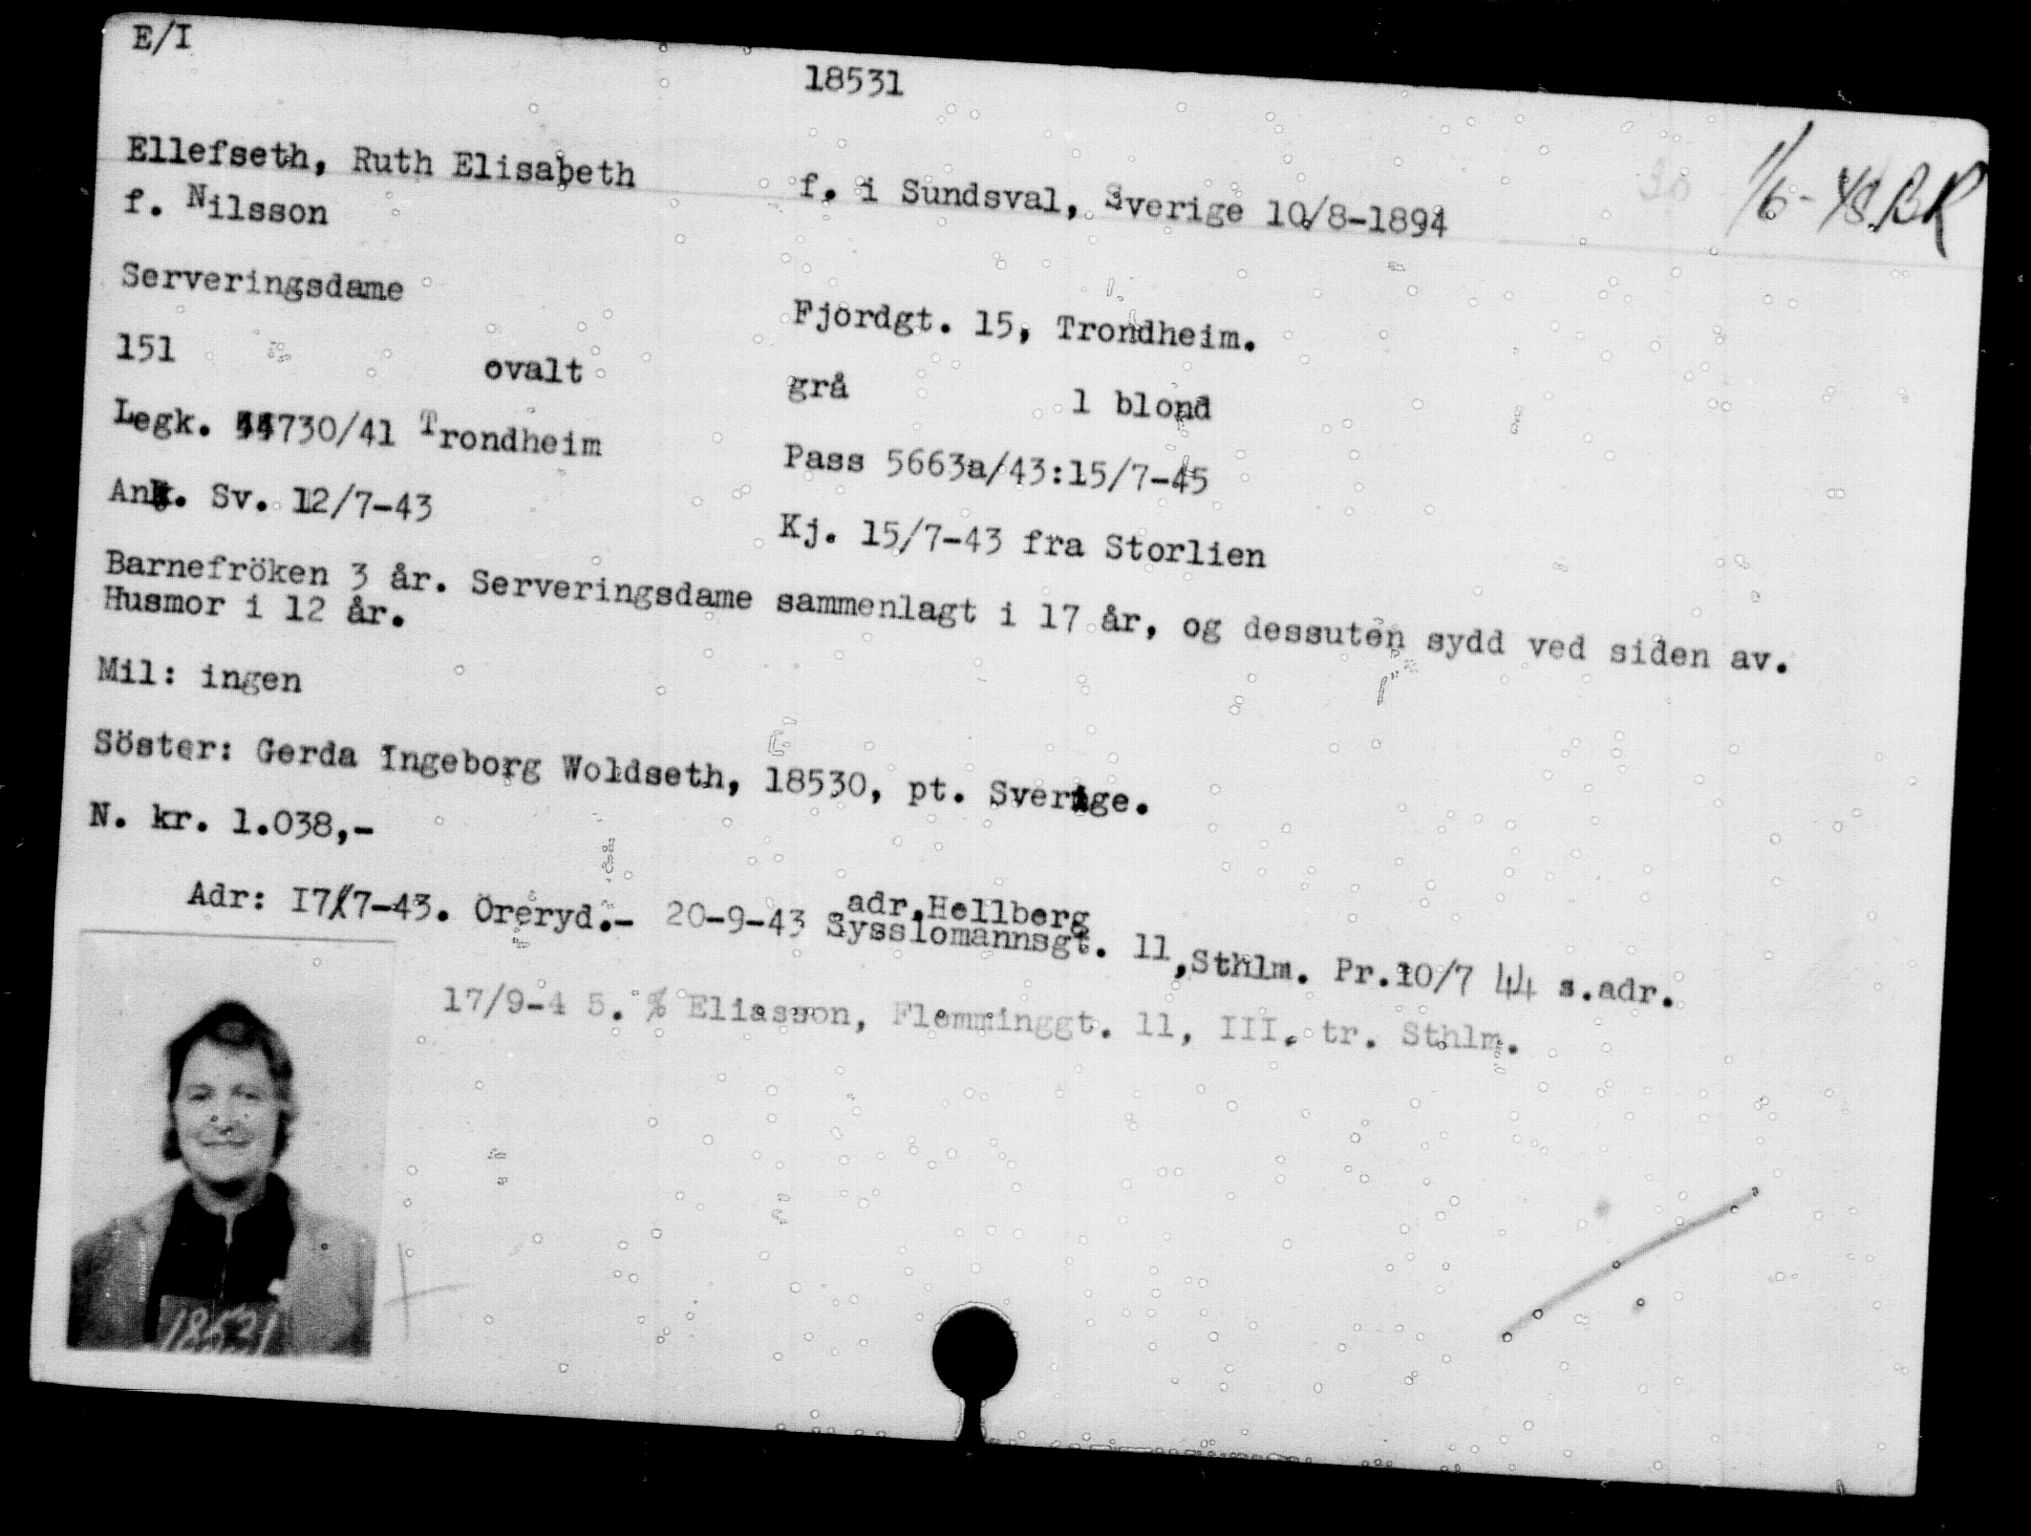 E/I
18531
Ellefseth, Ruth Elisabeth
f. i Sundsval, Sverige 10/8-1894
1/6-48.BR
f. Nilsson
Serveringsdame
Fjordgt. 15, Trondheim.
151 ovalt
grå l blond
Legk. 44730/41 Trondheim
Pass 5663a/43:15/7-45
Ank. Sv. 12/7-43
Kj. 15/7-43 fra Storlien
Barnefröken 3 år. Serveringsdame sammenlagt i 17 år, og dessuten sydd ved siden av.
Husmor i 12 år.
Mil: ingen
Söster: Gerda Ingeborg Woldseth, 18530, pt. Sverige.
N. kr. 1.038,-
adr.Hellberg
Adr: 17/7-43. Öreryd.- 20-9-43 Sysslomannsgt. 11,Sthlm. Pr.10/7 44 s.adr.
17/9-4 5. % Eliasson, Flemminggt. 11, III. tr. Sthlm.
18531